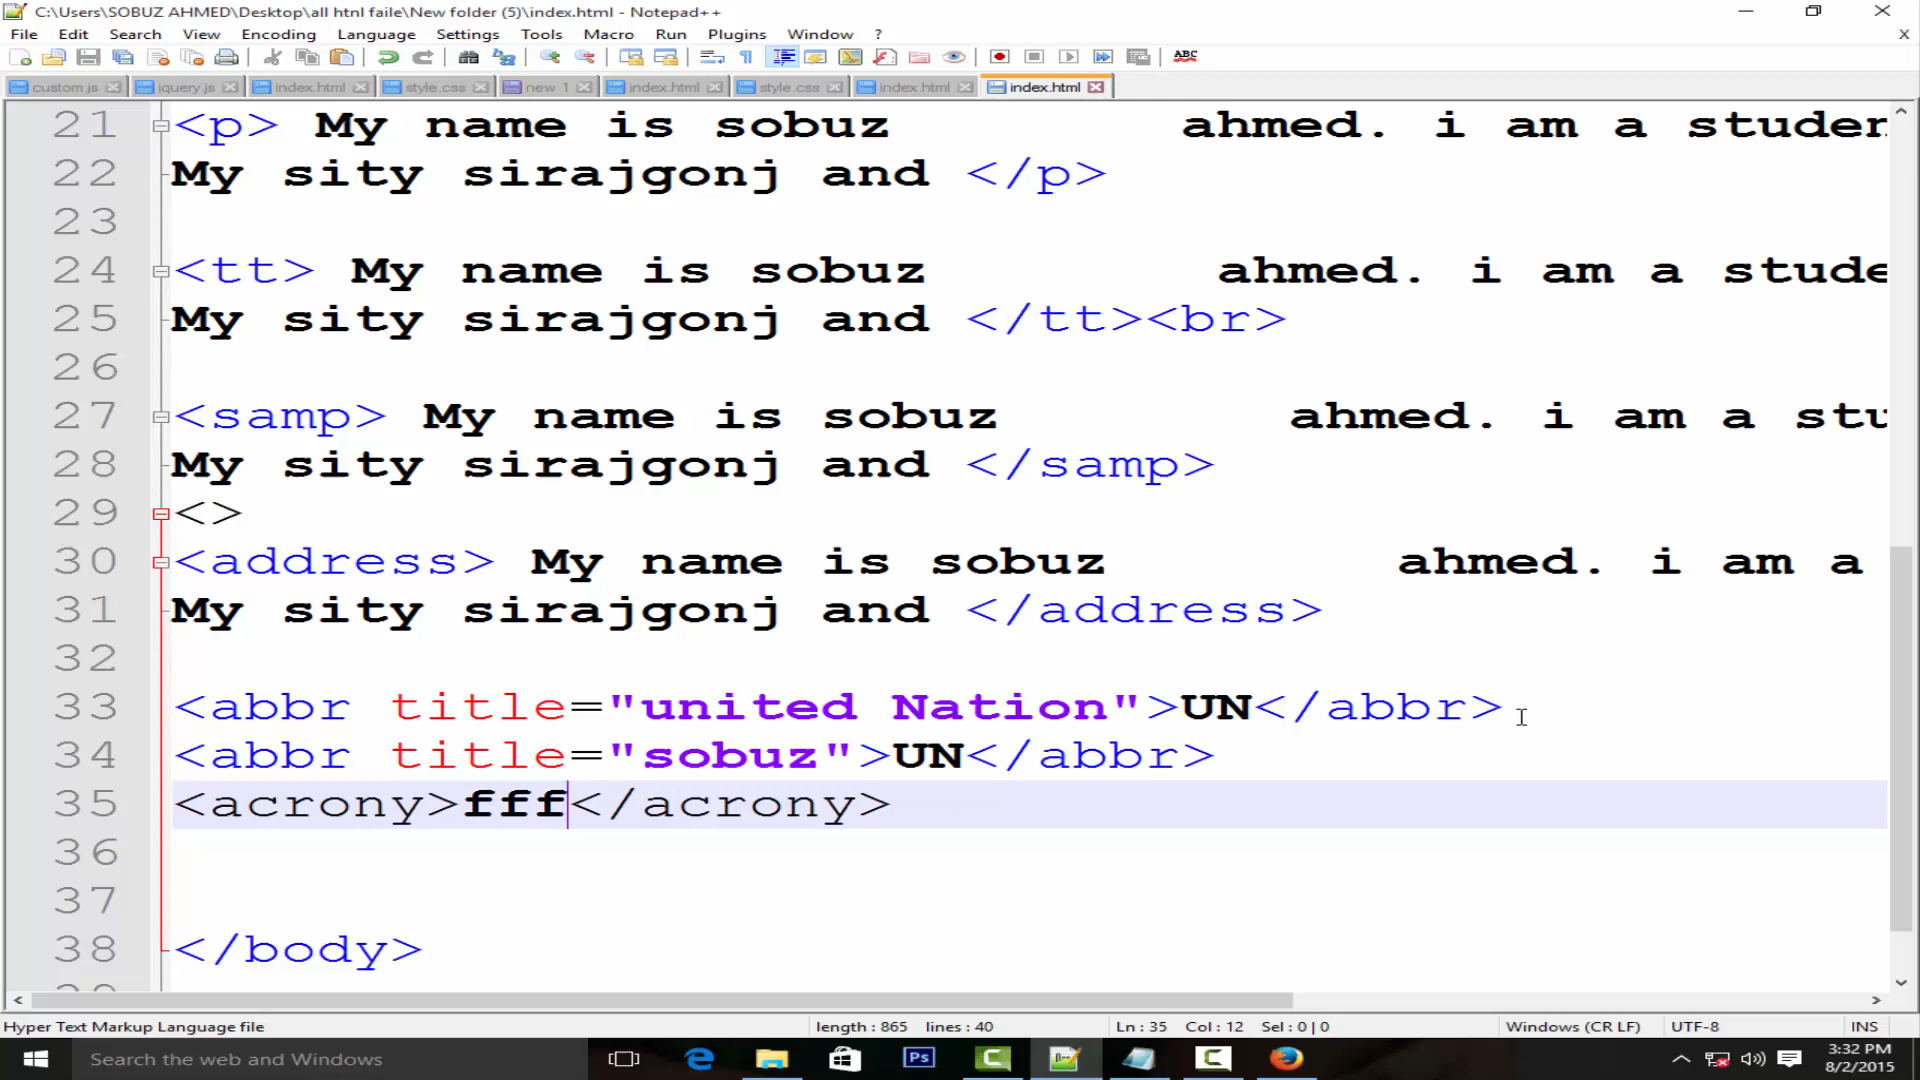 C:\Users\SOBUZ AHMED\Desktop\all htnl faile\New folder (5)\index.html - Notepad++
File Edit Search View Encoding Language Settings Tools Macro Run Plugins Window ? X
ABC
custom.js jquery.js index.html style.css new 1 index.html style.css index.html index.html
21 <p> My name is sobuz ahmed. i am a studen
22 My sity sirajgonj and </p>
23
24 <tt> My name is sobuz ahmed. i am a stude
25 My sity sirajgonj and </tt><br>
26
27 <samp> My name is sobuz ahmed. i am a stu
28 My sity sirajgonj and </samp>
29 <>
30 <address> My name is sobuz ahmed. i am a
31 My sity sirajgonj and </address>
32
33 <abbr title="united Nation">UN</abbr>
34 <abbr title="sobuz">UN</abbr>
35 <acrony>fff</acrony>
36
37
38 </body>
Hyper Text Markup Language file length : 865 lines : 40 Ln : 35 Col : 12 Sel : 0 | 0 Windows (CR LF) UTF-8 INS
Search the web and Windows Ps 3:32 PM
8/2/2015